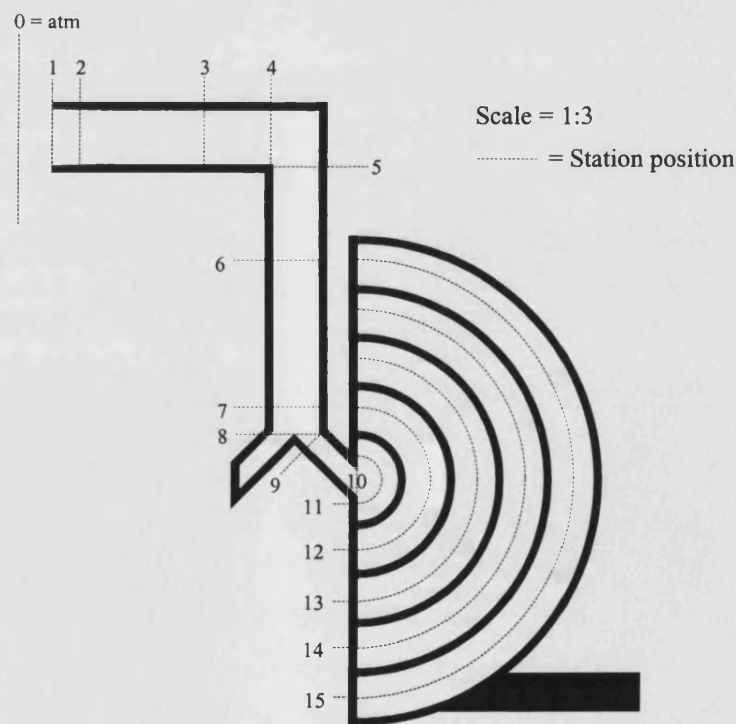 0 = atm
1 2 3 4
Scale = 1:3
= Station position
5
6
7
8
9
10
11
12
13
14
15